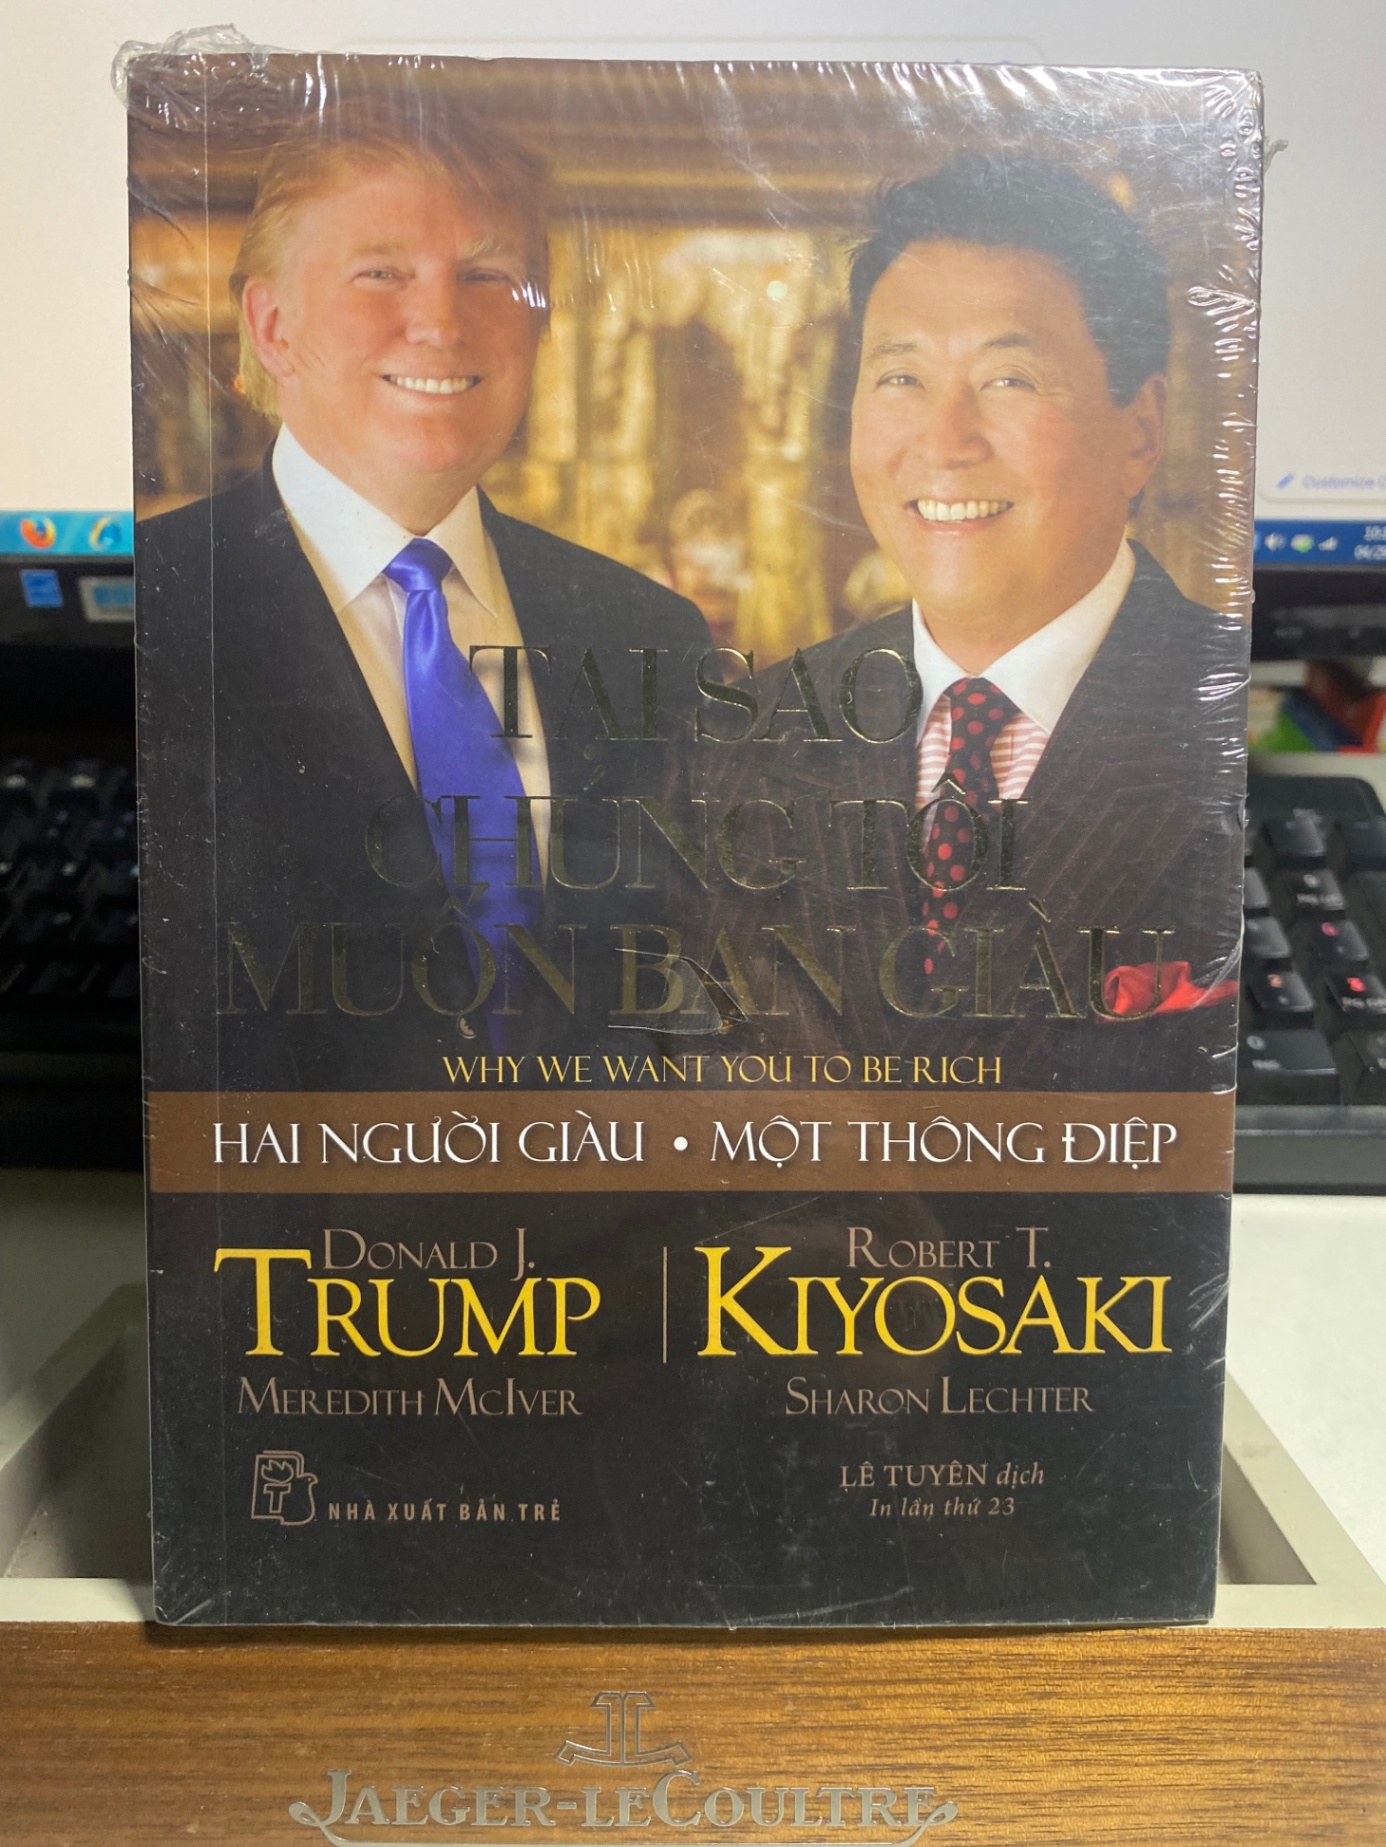 Customize
TẠI SAO
CHÚNG TÔI
MUỐN BẠN GIÀU
WHY WE WANT YOU TO BE RICH
HAI NGƯỜI GIÀU • MỘT THÔNG ĐIỆP
DONALD J.
TRUMP
MEREDITH MCIVER
ROBERT T.
KIYOSAKI
SHARON LECHTER
T
NHÀ XUẤT BẢN TRẺ
LÊ TUYÊN dịch
In lần thứ 23
JAEGER-LECOULTRE